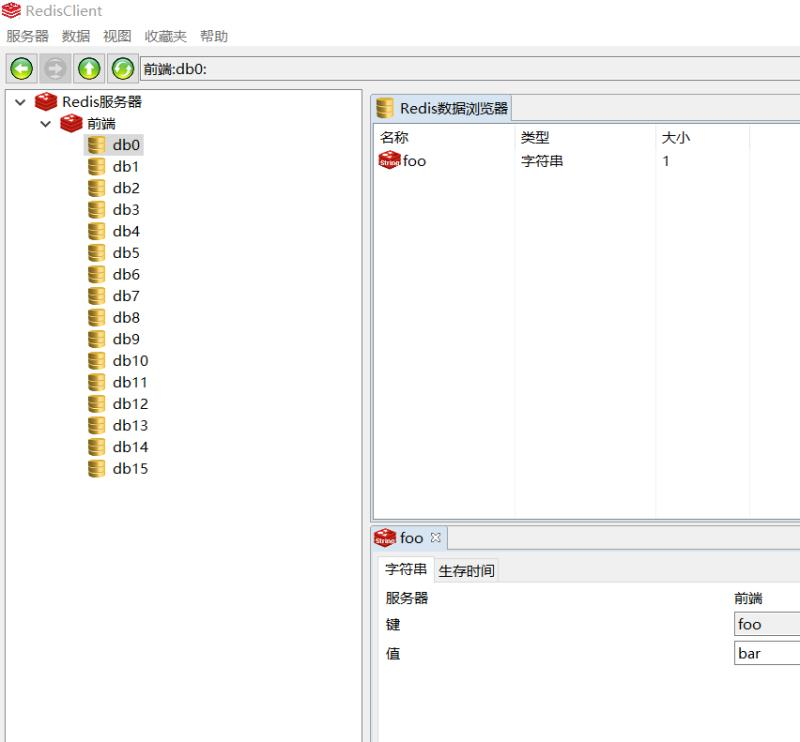 RedisClient
服务器 数据 视图 收藏夹 帮助
前端:db0:
Redis服务器
前端
db0
db1
db2
db3
db4
db5
db6
db7
db8
db9
db10
db11
db12
db13
db14
db15
Redis数据浏览器
名称 类型 大小
String foo 字符串 1
String foo
字符串 生存时间
服务器 前端
键 foo
值 bar